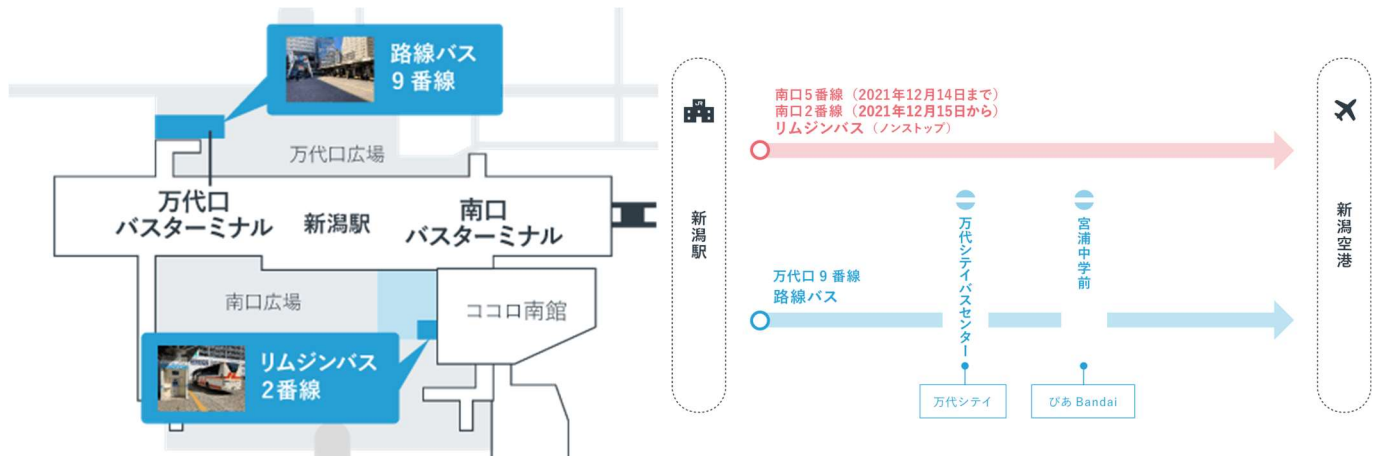 路線バス
9番線
万代口広場
万代口
バスターミナル
新潟駅
南口
バスターミナル
南口広場
ココロ南館
リムジンバス
2番線
新潟駅
南口5番線（2021年12月14日まで）
南口2番線（2021年12月15日から）
リムジンバス（ノンストップ）
万代シテイバスセンター
宮浦中学前
万代口9番線
路線バス
万代シテイ
ぴあ Bandai
新潟空港